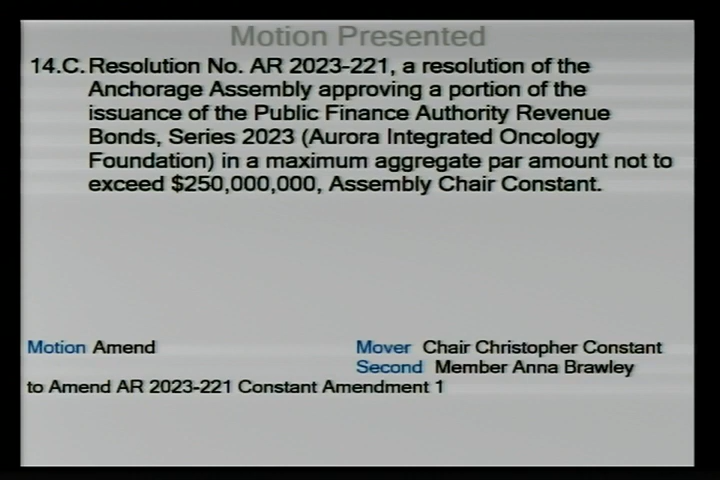 Motion Presented
14.C. Resolution No. AR 2023-221, a resolution of the
Anchorage Assembly approving a portion of the
issuance of the Public Finance Authority Revenue
Bonds, Series 2023 (Aurora Integrated Oncology
Foundation) in a maximum aggregate par amount not to
exceed $250,000,000, Assembly Chair Constant.
Motion Amend
Mover Chair Christopher Constant
Second Member Anna Brawley
to Amend AR 2023-221 Constant Amendment 1